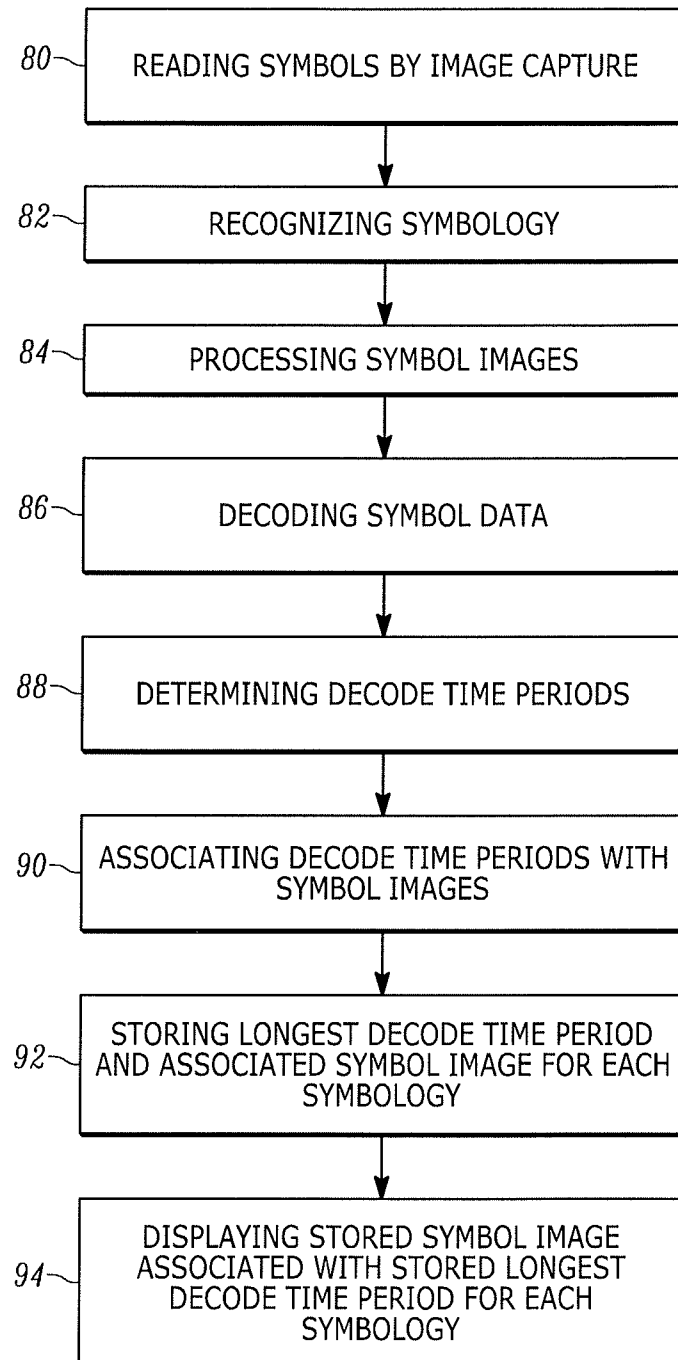 80
READING SYMBOLS BY IMAGE CAPTURE
82
RECOGNIZING SYMBOLOGY
84
PROCESSING SYMBOL IMAGES
86
DECODING SYMBOL DATA
88
DETERMINING DECODE TIME PERIODS
90
ASSOCIATING DECODE TIME PERIODS WITH
SYMBOL IMAGES
92
STORING LONGEST DECODE TIME PERIOD
AND ASSOCIATED SYMBOL IMAGE FOR EACH
SYMBOLOGY
94
DISPLAYING STORED SYMBOL IMAGE
ASSOCIATED WITH STORED LONGEST
DECODE TIME PERIOD FOR EACH
SYMBOLOGY